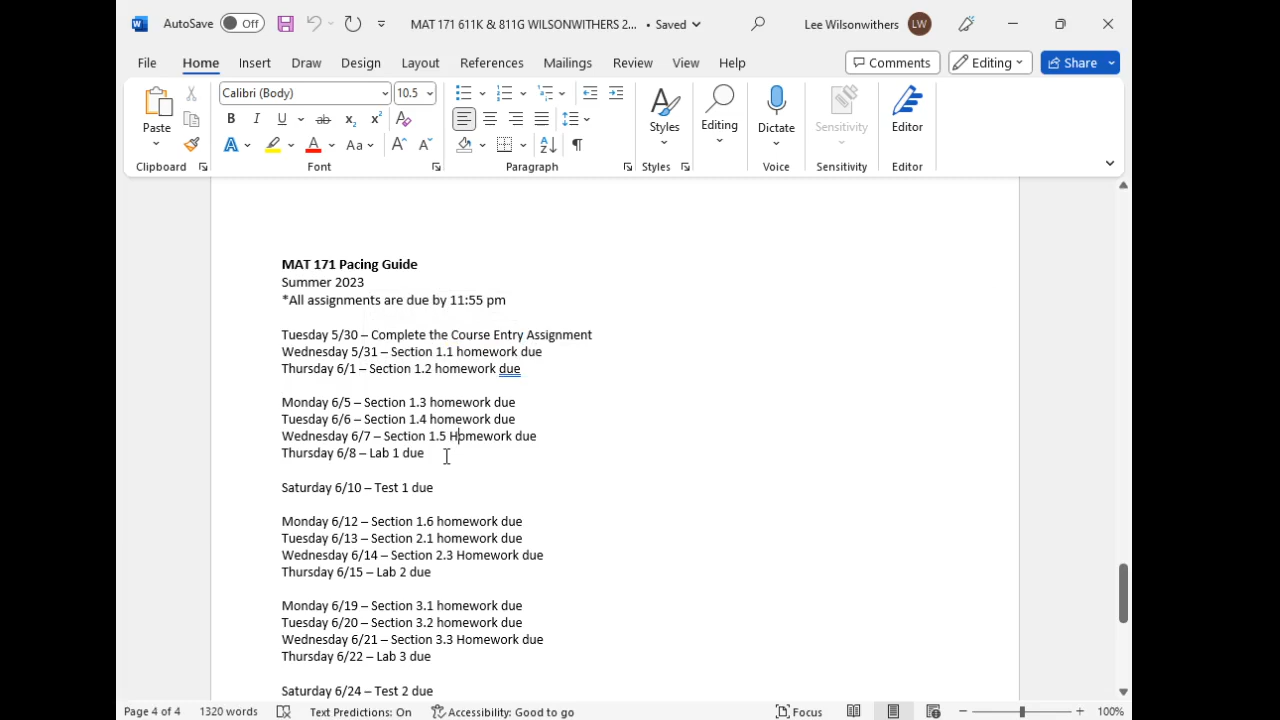 AutoSave Off MAT 171 611K & 811G WILSONWITHERS 2... • Saved Lee Wilsonwithers LW
File Home Insert Draw Design Layout References Mailings Review View Help Comments Editing Share
Paste Calibri (Body) 10.5 Styles Editing Dictate Sensitivity Editor
Clipboard Font Paragraph Styles Voice Sensitivity Editor
MAT 171 Pacing Guide
Summer 2023
*All assignments are due by 11:55 pm
Tuesday 5/30 – Complete the Course Entry Assignment
Wednesday 5/31 – Section 1.1 homework due
Thursday 6/1 – Section 1.2 homework due
Monday 6/5 – Section 1.3 homework due
Tuesday 6/6 – Section 1.4 homework due
Wednesday 6/7 – Section 1.5 Homework due
Thursday 6/8 – Lab 1 due
Saturday 6/10 – Test 1 due
Monday 6/12 – Section 1.6 homework due
Tuesday 6/13 – Section 2.1 homework due
Wednesday 6/14 – Section 2.3 Homework due
Thursday 6/15 – Lab 2 due
Monday 6/19 – Section 3.1 homework due
Tuesday 6/20 – Section 3.2 homework due
Wednesday 6/21 – Section 3.3 Homework due
Thursday 6/22 – Lab 3 due
Saturday 6/24 – Test 2 due
Page 4 of 4 1320 words Text Predictions: On Accessibility: Good to go Focus 100%